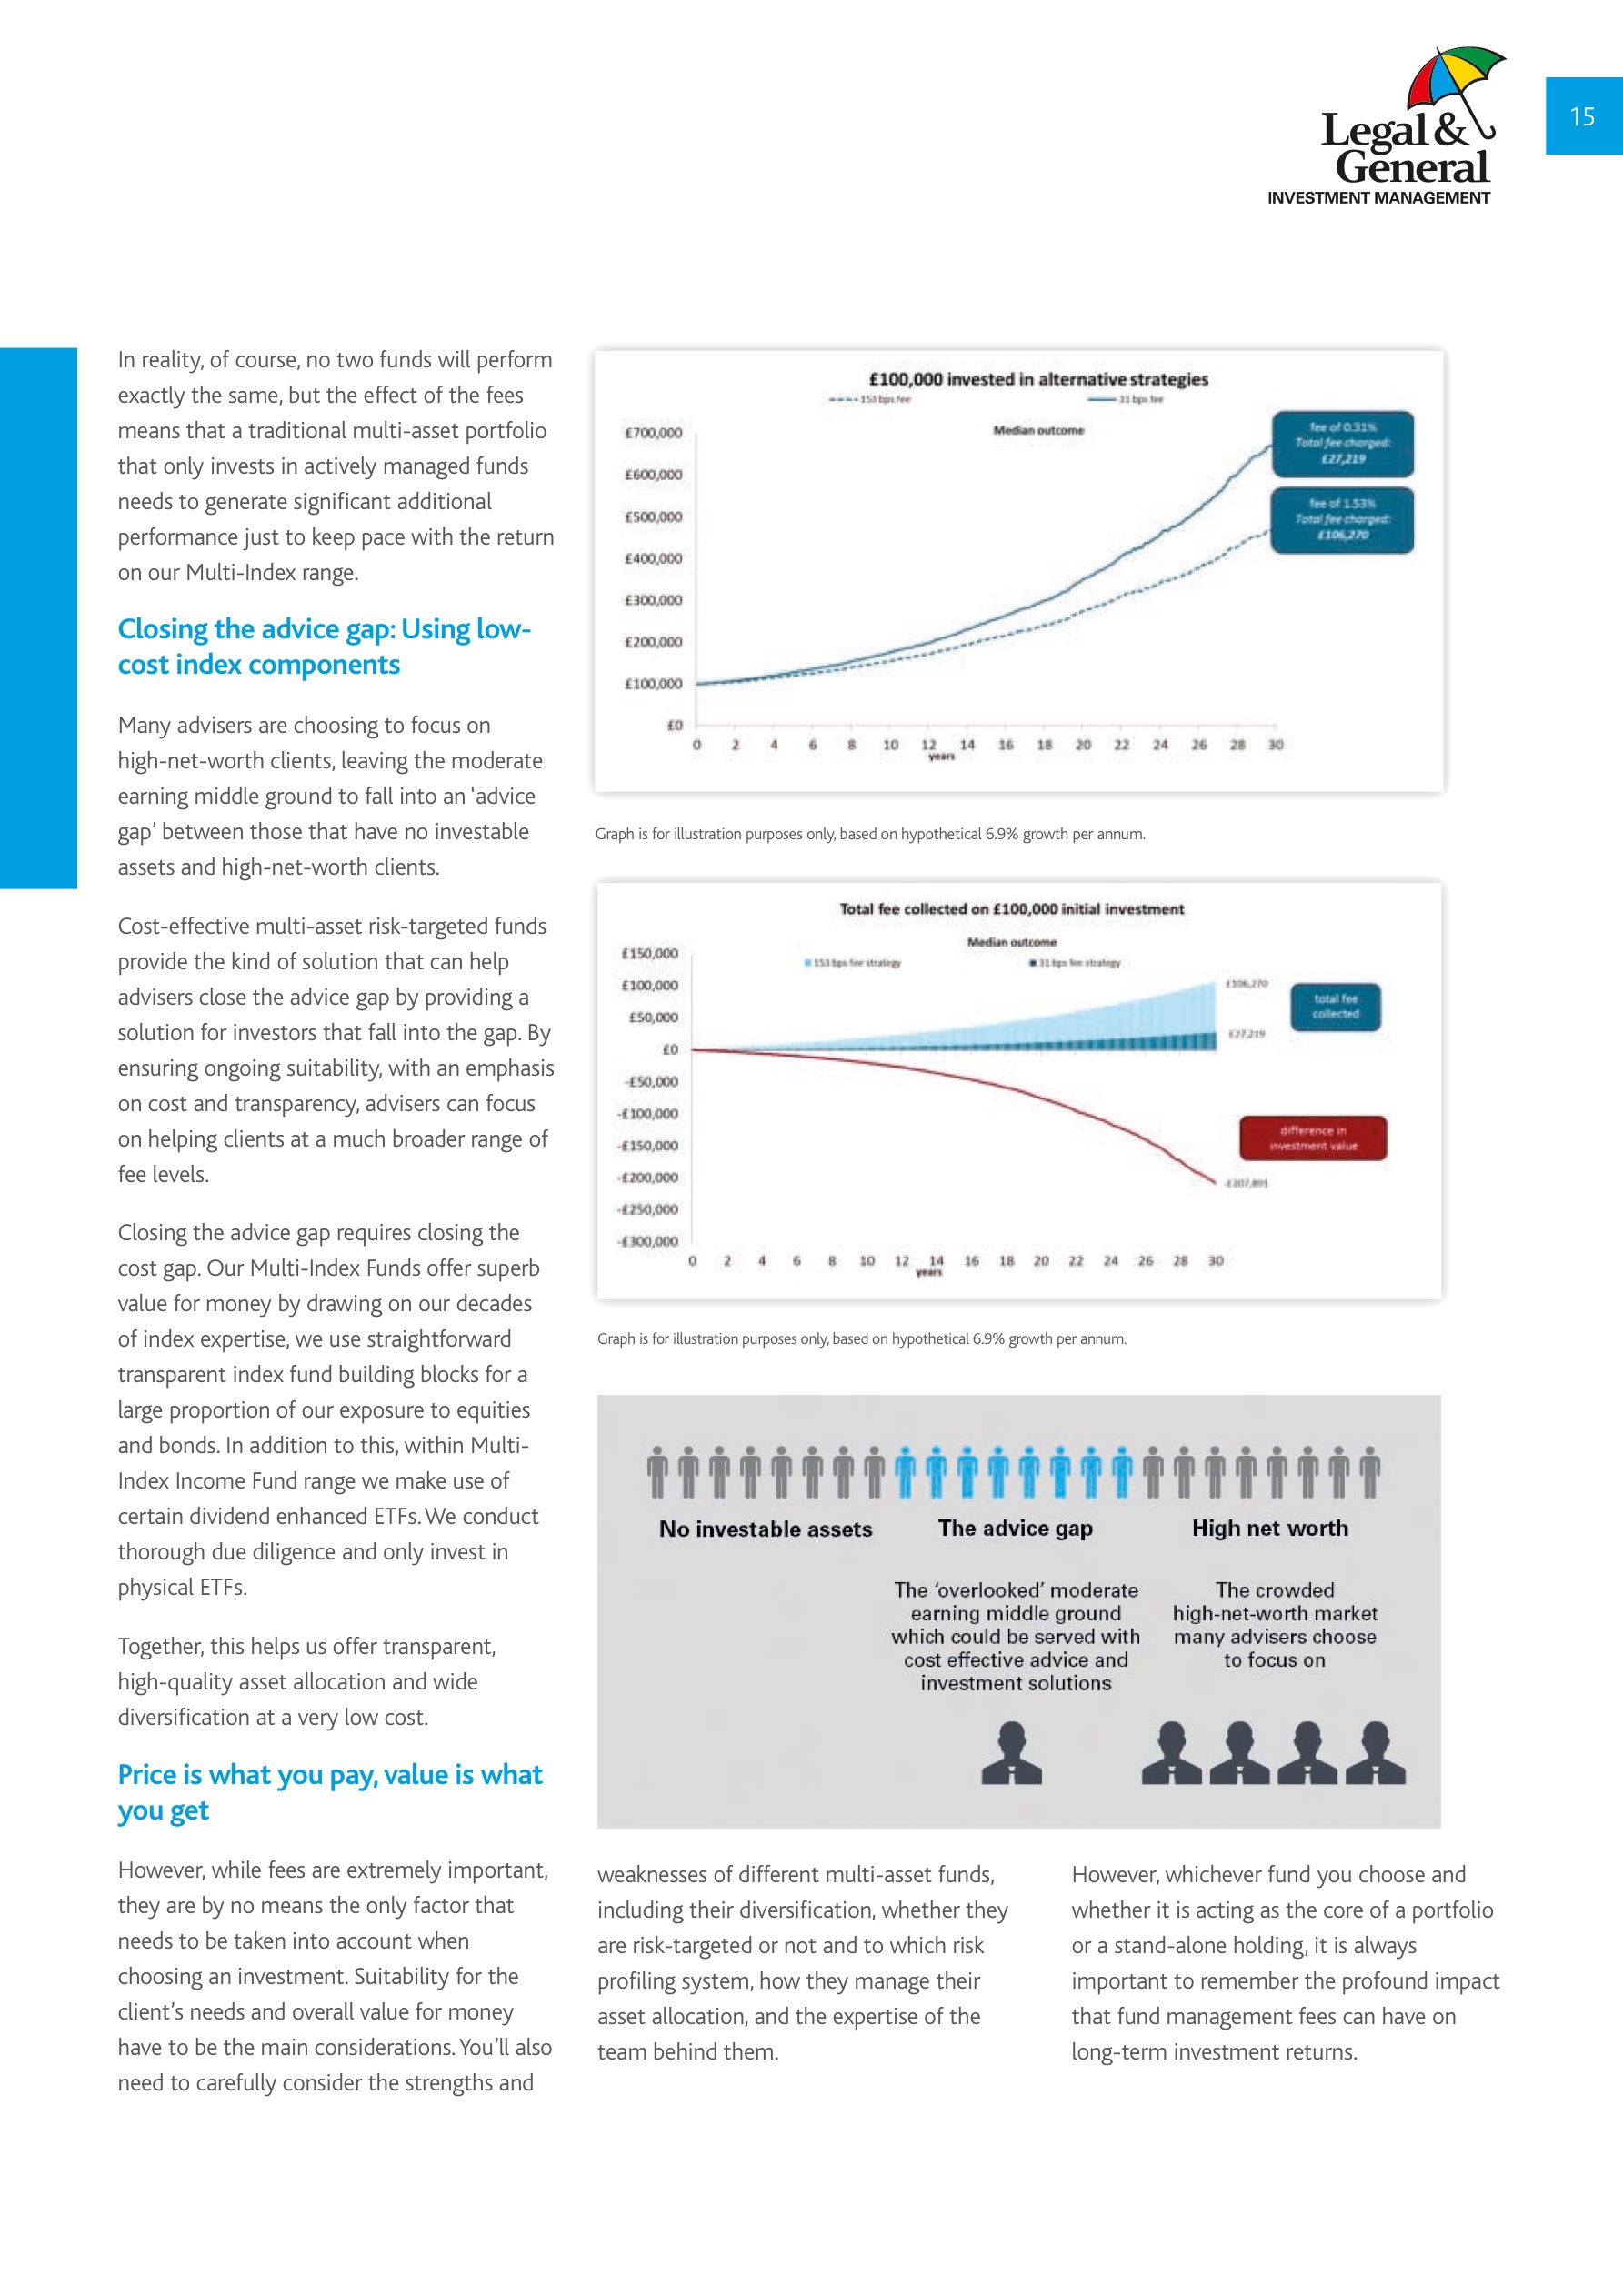 Legal &
General
INVESTMENT MANAGEMENT
15
In reality, of course, no two funds will perform
exactly the same, but the effect of the fees
means that a traditional multi-asset portfolio
that only invests in actively managed funds
needs to generate significant additional
performance just to keep pace with the return
on our Multi-Index range.
Closing the advice gap: Using low-
cost index components
Many advisers are choosing to focus on
high-net-worth clients, leaving the moderate
earning middle ground to fall into an ‘advice
gap’ between those that have no investable
assets and high-net-worth clients.
Cost-effective multi-asset risk-targeted funds
provide the kind of solution that can help
advisers close the advice gap by providing a
solution for investors that fall into the gap. By
ensuring ongoing suitability, with an emphasis
on cost and transparency, advisers can focus
on helping clients at a much broader range of
fee levels.
Closing the advice gap requires closing the
cost gap. Our Multi-Index Funds offer superb
value for money by drawing on our decades
of index expertise, we use straightforward
transparent index fund building blocks for a
large proportion of our exposure to equities
and bonds. In addition to this, within Multi-
Index Income Fund range we make use of
certain dividend enhanced ETFs. We conduct
thorough due diligence and only invest in
physical ETFs.
Together, this helps us offer transparent,
high-quality asset allocation and wide
diversification at a very low cost.
Price is what you pay, value is what
you get
However, while fees are extremely important,
they are by no means the only factor that
needs to be taken into account when
choosing an investment. Suitability for the
client’s needs and overall value for money
have to be the main considerations. You’ll also
need to carefully consider the strengths and
£100,000 invested in alternative strategies
153 bps fee 31 bps fee
Median outcome
£700,000
£600,000
£500,000
£400,000
£300,000
£200,000
£100,000
£0
0 2 4 6 8 10 12 14 16 18 20 22 24 26 28 30
years
fee of 0.31%
Total fee charged:
£27,219
fee of 1.53%
Total fee charged:
£106,270
Graph is for illustration purposes only, based on hypothetical 6.9% growth per annum.
Total fee collected on £100,000 initial investment
Median outcome
153 bps fee strategy 31 bps fee strategy
£150,000
£100,000
£50,000
£0
-£50,000
-£100,000
-£150,000
-£200,000
-£250,000
-£300,000
0 2 4 6 8 10 12 14 16 18 20 22 24 26 28 30
years
£106,270
£27,219
total fee
collected
difference in
investment value
-£207,891
Graph is for illustration purposes only, based on hypothetical 6.9% growth per annum.
No investable assets
The advice gap
High net worth
The ‘overlooked’ moderate
earning middle ground
which could be served with
cost effective advice and
investment solutions
The crowded
high-net-worth market
many advisers choose
to focus on
weaknesses of different multi-asset funds,
including their diversification, whether they
are risk-targeted or not and to which risk
profiling system, how they manage their
asset allocation, and the expertise of the
team behind them.
However, whichever fund you choose and
whether it is acting as the core of a portfolio
or a stand-alone holding, it is always
important to remember the profound impact
that fund management fees can have on
long-term investment returns.